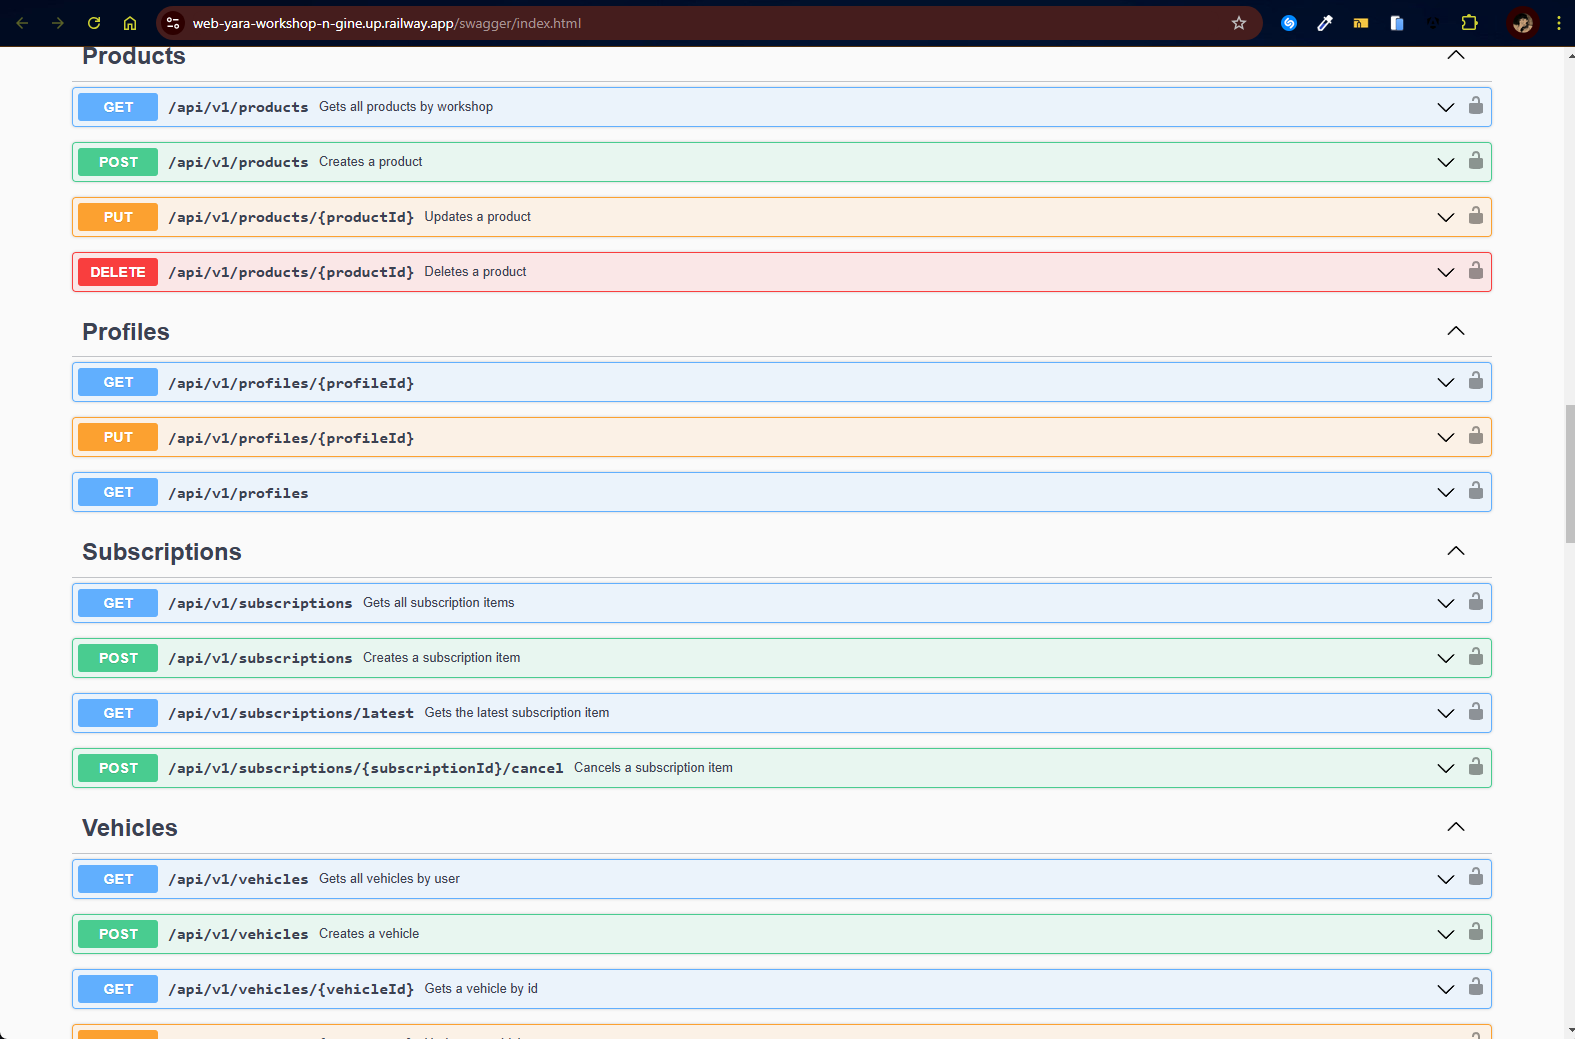 web-yara-workshop-n-gine.up.railway.app/swagger/index.html
Products
GET /api/v1/products Gets all products by workshop
POST /api/v1/products Creates a product
PUT /api/v1/products/{productId} Updates a product
DELETE /api/v1/products/{productId} Deletes a product
Profiles
GET /api/v1/profiles/{profileId}
PUT /api/v1/profiles/{profileId}
GET /api/v1/profiles
Subscriptions
GET /api/v1/subscriptions Gets all subscription items
POST /api/v1/subscriptions Creates a subscription item
GET /api/v1/subscriptions/latest Gets the latest subscription item
POST /api/v1/subscriptions/{subscriptionId}/cancel Cancels a subscription item
Vehicles
GET /api/v1/vehicles Gets all vehicles by user
POST /api/v1/vehicles Creates a vehicle
GET /api/v1/vehicles/{vehicleId} Gets a vehicle by id